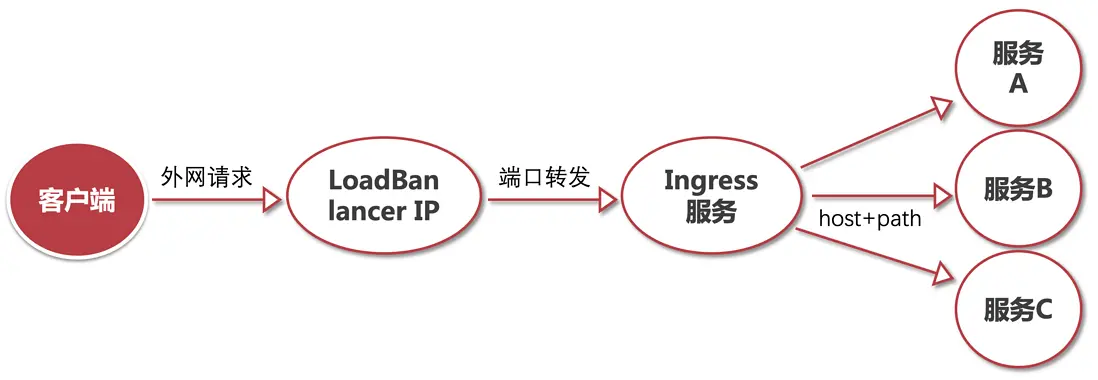 客户端
外网请求
LoadBan
lancer IP
端口转发
Ingress
服务
host+path
服务
A
服务B
服务C